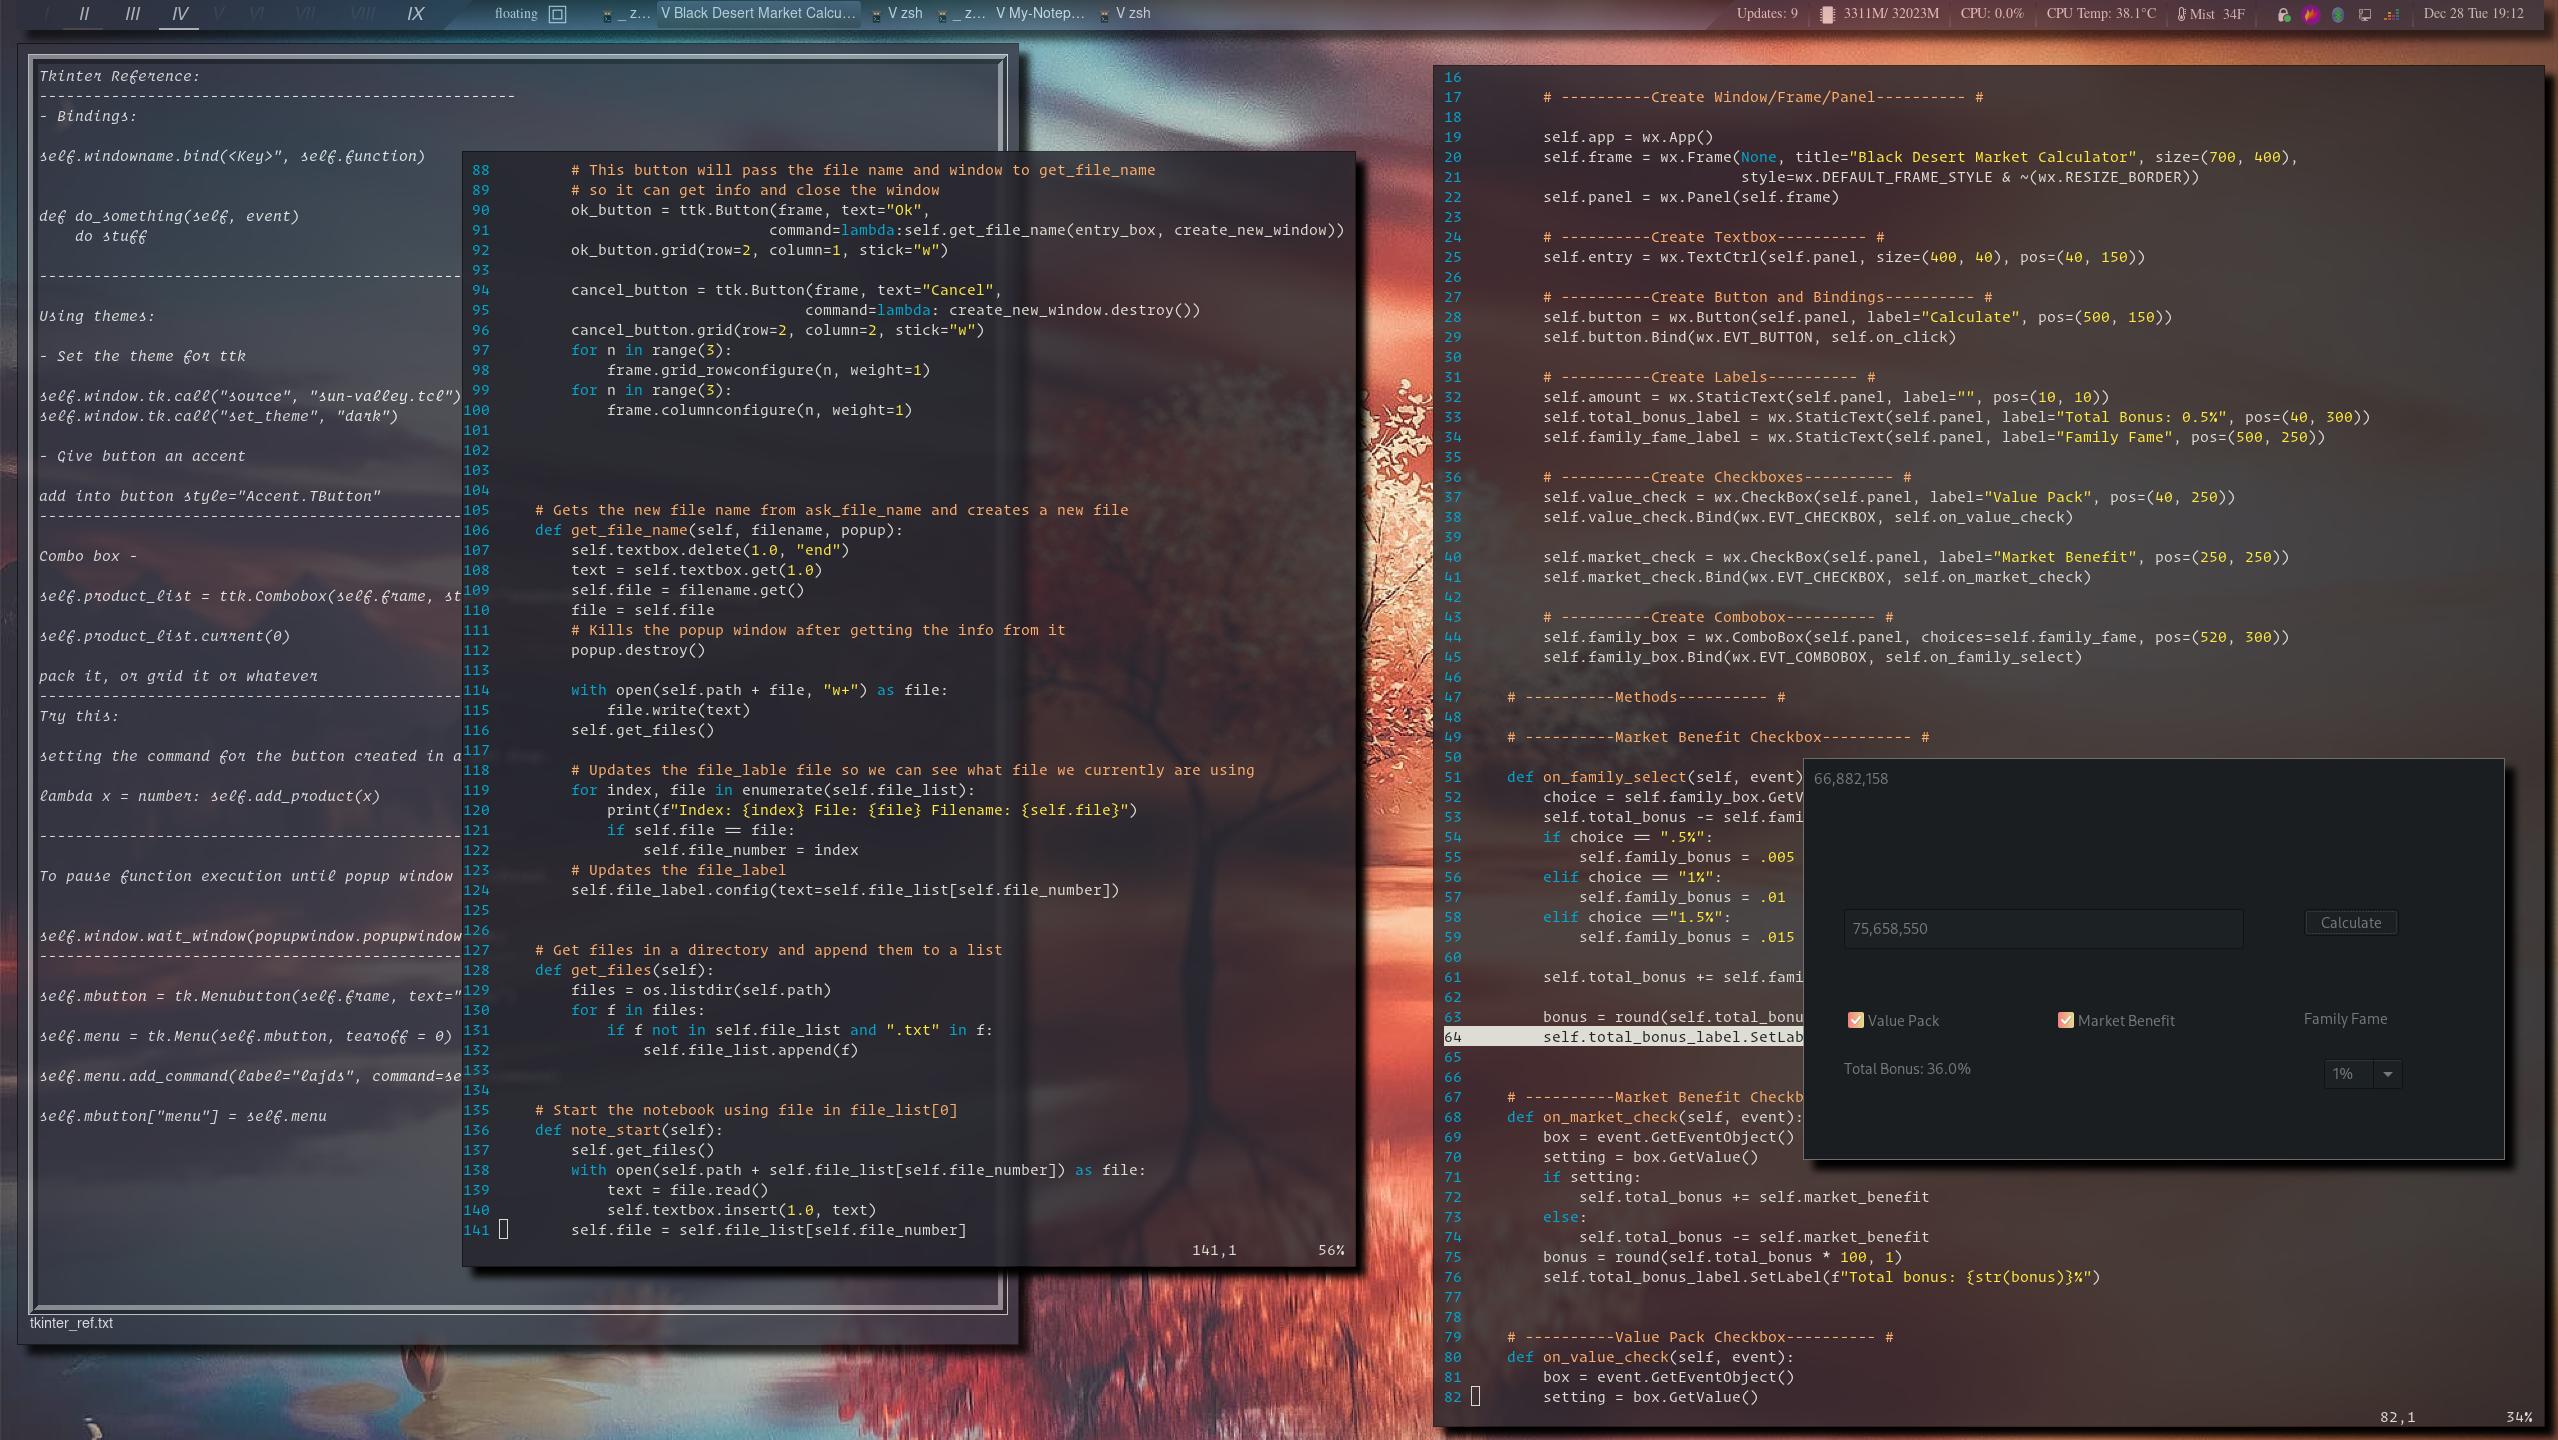 I II III IV V VI VII VIII IX floating _ z... V Black Desert Market Calcu... V zsh _ z... V My-Notep... V zsh Updates: 9 3311M/ 32023M CPU: 0.0% CPU Temp: 38.1°C Mist 34F Dec 28 Tue 19:12
Tkinter Reference:
-----------------------------------------------------
- Bindings:
self.windowname.bind(<Key>", self.function)
def do_something(self, event)
do stuff
-----------------------------------------------
Using themes:
- Set the theme for ttk
self.window.tk.call("source", "sun-valley.tcl")
self.window.tk.call("set_theme", "dark")
- Give button an accent
add into button style="Accent.TButton"
-----------------------------------------------
Combo box -
self.product_list = ttk.Combobox(self.frame, st
self.product_list.current(0)
pack it, or grid it or whatever
-----------------------------------------------
Try this:
setting the command for the button created in a
lambda x = number: self.add_product(x)
-----------------------------------------------
To pause function execution until popup window
self.window.wait_window(popupwindow.popupwindow
-----------------------------------------------
self.mbutton = tk.Menubutton(self.frame, text="
self.menu = tk.Menu(self.mbutton, tearoff = 0)
self.menu.add_command(label="lajds", command=se
self.mbutton["menu"] = self.menu
tkinter_ref.txt
88 # This button will pass the file name and window to get_file_name
89 # so it can get info and close the window
90 ok_button = ttk.Button(frame, text="Ok",
91 command=lambda:self.get_file_name(entry_box, create_new_window))
92 ok_button.grid(row=2, column=1, stick="w")
93
94 cancel_button = ttk.Button(frame, text="Cancel",
95 command=lambda: create_new_window.destroy())
96 cancel_button.grid(row=2, column=2, stick="w")
97 for n in range(3):
98 frame.grid_rowconfigure(n, weight=1)
99 for n in range(3):
100 frame.columnconfigure(n, weight=1)
101
102
103
104
105 # Gets the new file name from ask_file_name and creates a new file
106 def get_file_name(self, filename, popup):
107 self.textbox.delete(1.0, "end")
108 text = self.textbox.get(1.0)
109 self.file = filename.get()
110 file = self.file
111 # Kills the popup window after getting the info from it
112 popup.destroy()
113
114 with open(self.path + file, "w+") as file:
115 file.write(text)
116 self.get_files()
117
118 # Updates the file_lable file so we can see what file we currently are using
119 for index, file in enumerate(self.file_list):
120 print(f"Index: {index} File: {file} Filename: {self.file}")
121 if self.file == file:
122 self.file_number = index
123 # Updates the file_label
124 self.file_label.config(text=self.file_list[self.file_number])
125
126
127 # Get files in a directory and append them to a list
128 def get_files(self):
129 files = os.listdir(self.path)
130 for f in files:
131 if f not in self.file_list and ".txt" in f:
132 self.file_list.append(f)
133
134
135 # Start the notebook using file in file_list[0]
136 def note_start(self):
137 self.get_files()
138 with open(self.path + self.file_list[self.file_number]) as file:
139 text = file.read()
140 self.textbox.insert(1.0, text)
141 self.file = self.file_list[self.file_number]
141,1 56%
16
17 # ----------Create Window/Frame/Panel---------- #
18
19 self.app = wx.App()
20 self.frame = wx.Frame(None, title="Black Desert Market Calculator", size=(700, 400),
21 style=wx.DEFAULT_FRAME_STYLE & ~(wx.RESIZE_BORDER))
22 self.panel = wx.Panel(self.frame)
23
24 # ----------Create Textbox---------- #
25 self.entry = wx.TextCtrl(self.panel, size=(400, 40), pos=(40, 150))
26
27 # ----------Create Button and Bindings---------- #
28 self.button = wx.Button(self.panel, label="Calculate", pos=(500, 150))
29 self.button.Bind(wx.EVT_BUTTON, self.on_click)
30
31 # ----------Create Labels---------- #
32 self.amount = wx.StaticText(self.panel, label="", pos=(10, 10))
33 self.total_bonus_label = wx.StaticText(self.panel, label="Total Bonus: 0.5%", pos=(40, 300))
34 self.family_fame_label = wx.StaticText(self.panel, label="Family Fame", pos=(500, 250))
35
36 # ----------Create Checkboxes---------- #
37 self.value_check = wx.CheckBox(self.panel, label="Value Pack", pos=(40, 250))
38 self.value_check.Bind(wx.EVT_CHECKBOX, self.on_value_check)
39
40 self.market_check = wx.CheckBox(self.panel, label="Market Benefit", pos=(250, 250))
41 self.market_check.Bind(wx.EVT_CHECKBOX, self.on_market_check)
42
43 # ----------Create Combobox---------- #
44 self.family_box = wx.ComboBox(self.panel, choices=self.family_fame, pos=(520, 300))
45 self.family_box.Bind(wx.EVT_COMBOBOX, self.on_family_select)
46
47 # ----------Methods---------- #
48
49 # ----------Market Benefit Checkbox---------- #
50
51 def on_family_select(self, event)
52 choice = self.family_box.GetV
53 self.total_bonus -= self.fami
54 if choice == ".5%":
55 self.family_bonus = .005
56 elif choice == "1%":
57 self.family_bonus = .01
58 elif choice =="1.5%":
59 self.family_bonus = .015
60
61 self.total_bonus += self.fami
62
63 bonus = round(self.total_bonu
64 self.total_bonus_label.SetLab
65
66
67 # ----------Market Benefit Checkb
68 def on_market_check(self, event):
69 box = event.GetEventObject()
70 setting = box.GetValue()
71 if setting:
72 self.total_bonus += self.market_benefit
73 else:
74 self.total_bonus -= self.market_benefit
75 bonus = round(self.total_bonus * 100, 1)
76 self.total_bonus_label.SetLabel(f"Total bonus: {str(bonus)}%")
77
78
79 # ----------Value Pack Checkbox---------- #
80 def on_value_check(self, event):
81 box = event.GetEventObject()
82 setting = box.GetValue()
82,1 34%
66,882,158
75,658,550 Calculate
Value Pack Market Benefit Family Fame
Total Bonus: 36.0% 1%